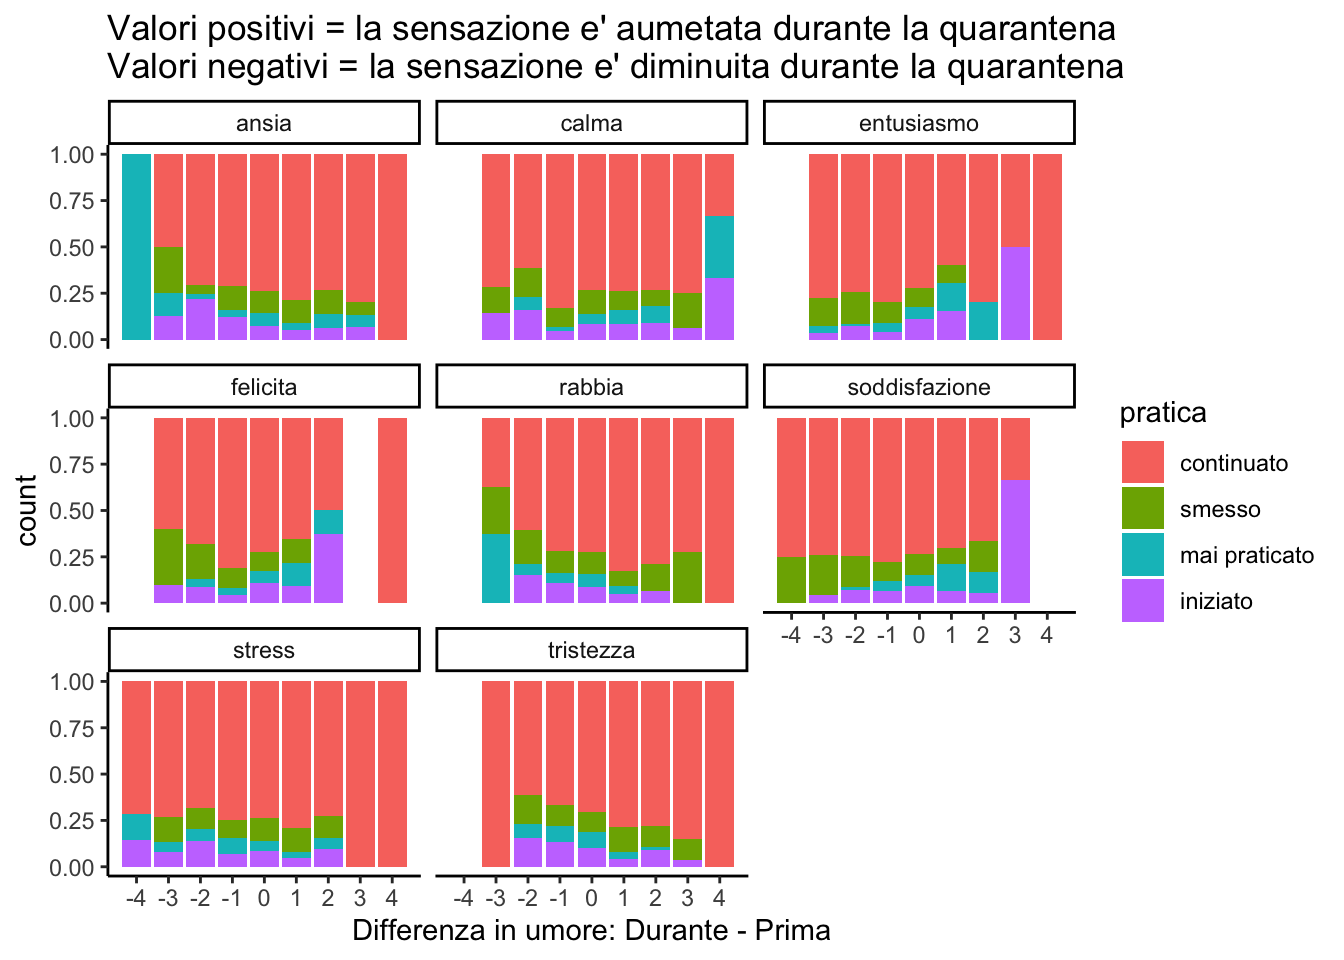 Valori positivi = la sensazione e' aumetata durante la quarantena
Valori negativi = la sensazione e' diminuita durante la quarantena
ansia
calma
entusiasmo
1.00
0.75
0.50
0.25
0.00
felicita
rabbia
soddisfazione
1.00
0.75
0.50
0.25
0.00
-4 -3 -2 -1 0 1 2 3 4
stress
tristezza
1.00
0.75
0.50
0.25
0.00
-4 -3 -2 -1 0 1 2 3 4
-4 -3 -2 -1 0 1 2 3 4
count
Differenza in umore: Durante - Prima
pratica
continuato
smesso
mai praticato
iniziato